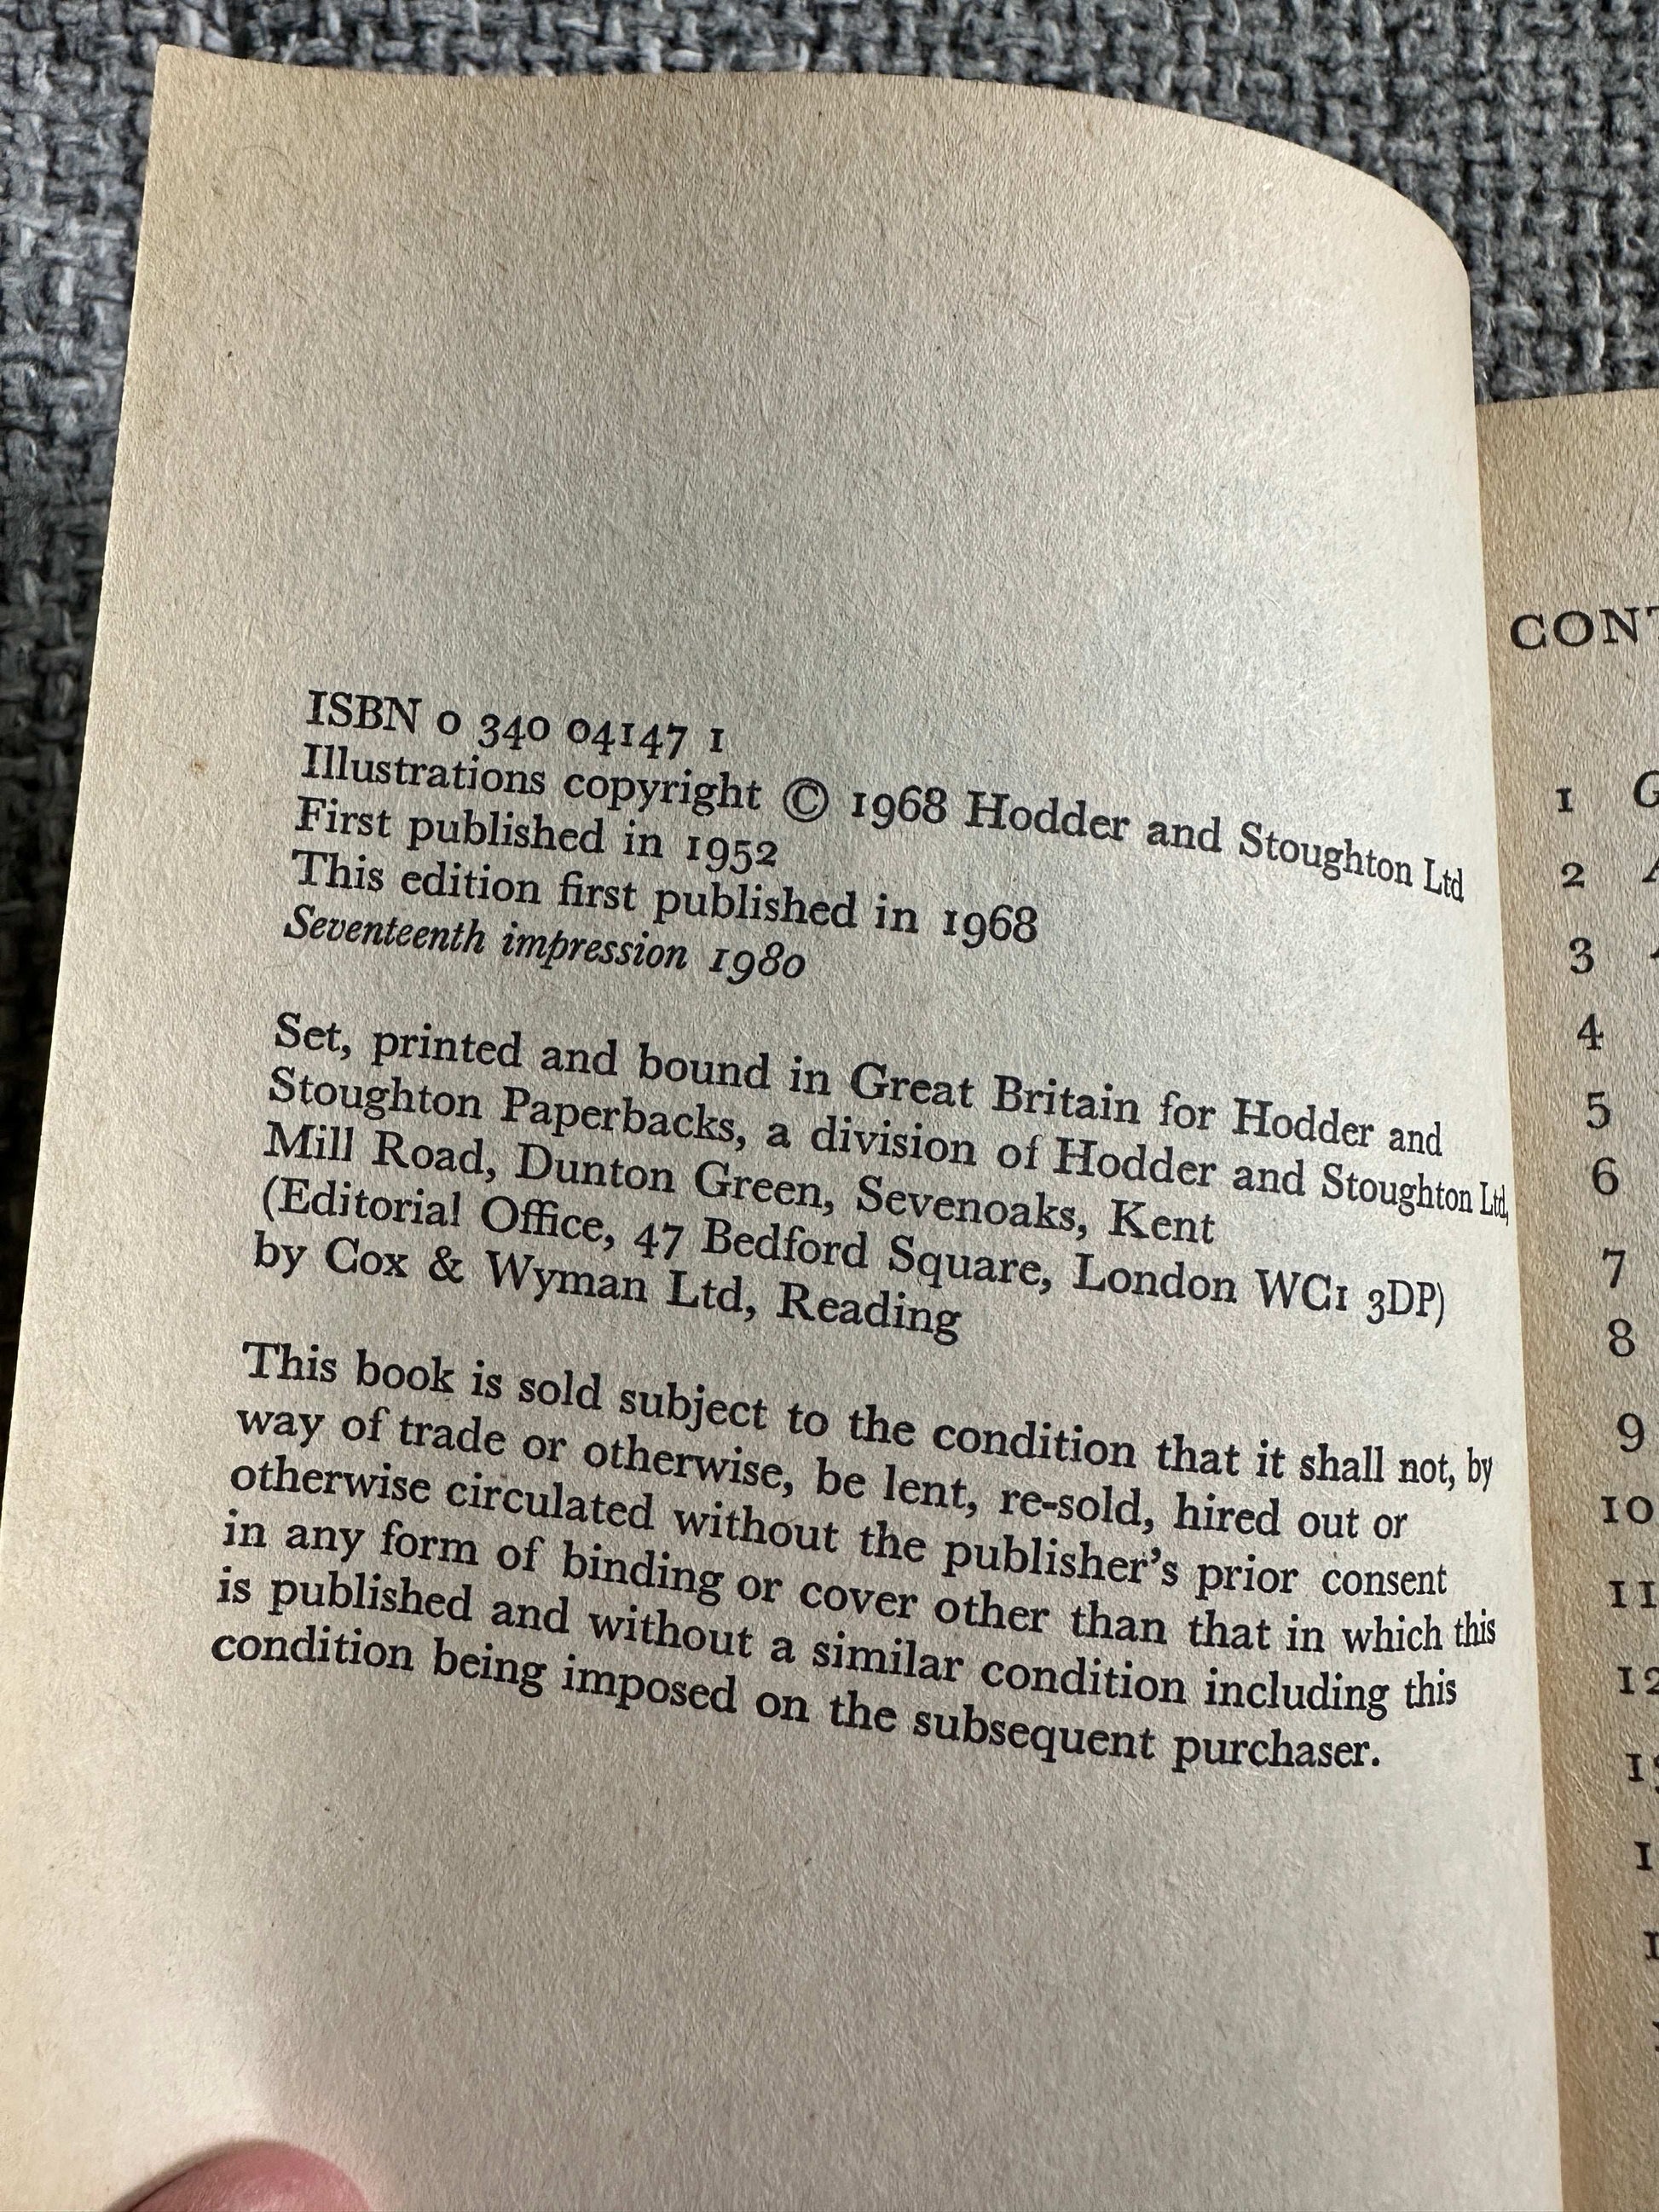 ISBN 0 340 04147 1
Illustrations copyright © 1968 Hodder and Stoughton Ltd
First published in 1952
This edition first published in 1968
Seventeenth impression 1980
Set, printed and bound in Great Britain for Hodder and
Stoughton Paperbacks, a division of Hodder and Stoughton Ltd,
Mill Road, Dunton Green, Sevenoaks, Kent
(Editorial Office, 47 Bedford Square, London WC1 3DP)
by Cox & Wyman Ltd, Reading
This book is sold subject to the condition that it shall not, by
way of trade or otherwise, be lent, re-sold, hired out or
otherwise circulated without the publisher's prior consent
in any form of binding or cover other than that in which this
is published and without a similar condition including this
condition being imposed on the subsequent purchaser.
1
2
3
4
5
6
7
8
9
10
11